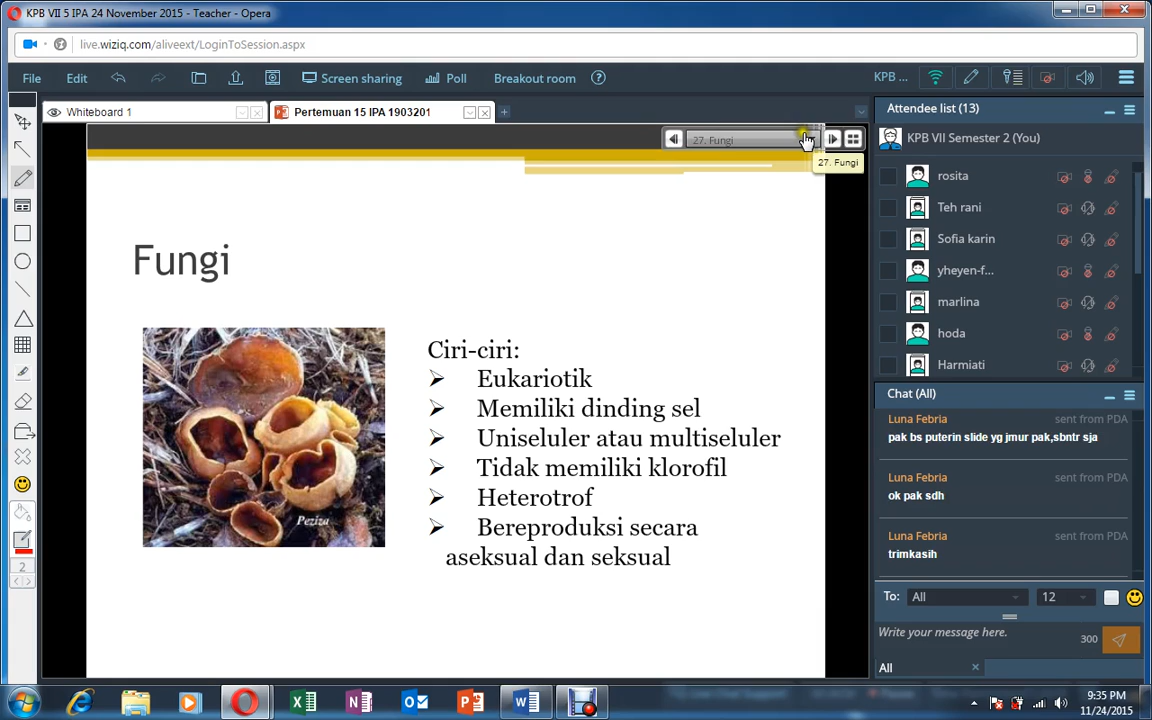 KPB VII 5 IPA 24 November 2015 - Teacher - Opera
live.wiziq.com/aliveext/LoginToSession.aspx
File Edit Screen sharing Poll Breakout room ? KPB ...
Whiteboard 1 Pertemuan 15 IPA 1903201
Attendee list (13)
27. Fungi
27. Fungi
KPB VII Semester 2 (You)
rosita
Teh rani
Sofia karin
yheyen-f...
marlina
hoda
Harmiati
Fungi
Peziza
Ciri-ciri:
Eukariotik
Memiliki dinding sel
Uniseluler atau multiseluler
Tidak memiliki klorofil
Heterotrof
Bereproduksi secara
aseksual dan seksual
Chat (All)
Luna Febria sent from PDA
pak bs puterin slide yg jmur pak,sbntr sja
Luna Febria sent from PDA
ok pak sdh
Luna Febria sent from PDA
trimkasih
To: All 12
Write your message here.
300
All
2
9:35 PM
11/24/2015